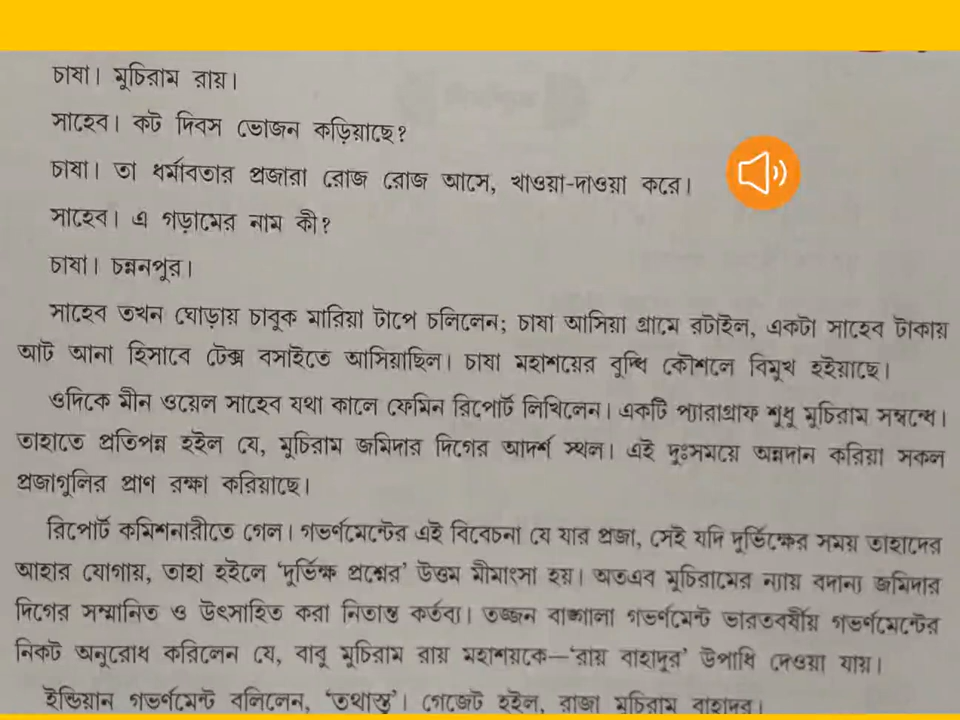 চাষা। মুচিরাম রায়।
সাহেব। কট দিবস ভোজন কড়িয়াছে?
চাষা। তা ধর্মাবতার প্রজারা রোজ রোজ আসে, খাওয়া-দাওয়া করে।
সাহেব। এ গড়ামের নাম কী?
চাষা। চন্ননপুর।
সাহেব তখন ঘোড়ায় চাবুক মারিয়া টাপে চলিলেন; চাষা আসিয়া গ্রামে রটাইল, একটা সাহেব টাকায়
আট আনা হিসাবে টেক্স বসাইতে আসিয়াছিল। চাষা মহাশয়ের বুদ্ধি কৌশলে বিমুখ হইয়াছে।
ওদিকে মীন ওয়েল সাহেব যথা কালে ফেমিন রিপোর্ট লিখিলেন। একটি প্যারাগ্রাফ শুধু মুচিরাম সম্বন্ধে।
তাহাতে প্রতিপন্ন হইল যে, মুচিরাম জমিদার দিগের আদর্শ স্থল। এই দুঃসময়ে অন্নদান করিয়া সকল
প্রজাগুলির প্রাণ রক্ষা করিয়াছে।
রিপোর্ট কমিশনারীতে গেল। গভর্ণমেন্টের এই বিবেচনা যে যার প্রজা, সেই যদি দুর্ভিক্ষের সময় তাহাদের
আহার যোগায়, তাহা হইলে ‘দুর্ভিক্ষ প্রশ্নের’ উত্তম মীমাংসা হয়। অতএব মুচিরামের ন্যায় বদান্য জমিদার
দিগের সম্মানিত ও উৎসাহিত করা নিতান্ত কর্তব্য। তজ্জন বাঙ্গালা গভর্ণমেন্ট ভারতবর্ষীয় গভর্ণমেন্টের
নিকট অনুরোধ করিলেন যে, বাবু মুচিরাম রায় মহাশয়কে—‘রায় বাহাদুর’ উপাধি দেওয়া যায়।
ইন্ডিয়ান গভর্ণমেন্ট বলিলেন, ‘তথাস্তু’। গেজেট হইল, রাজা মুচিরাম বাহাদুর।